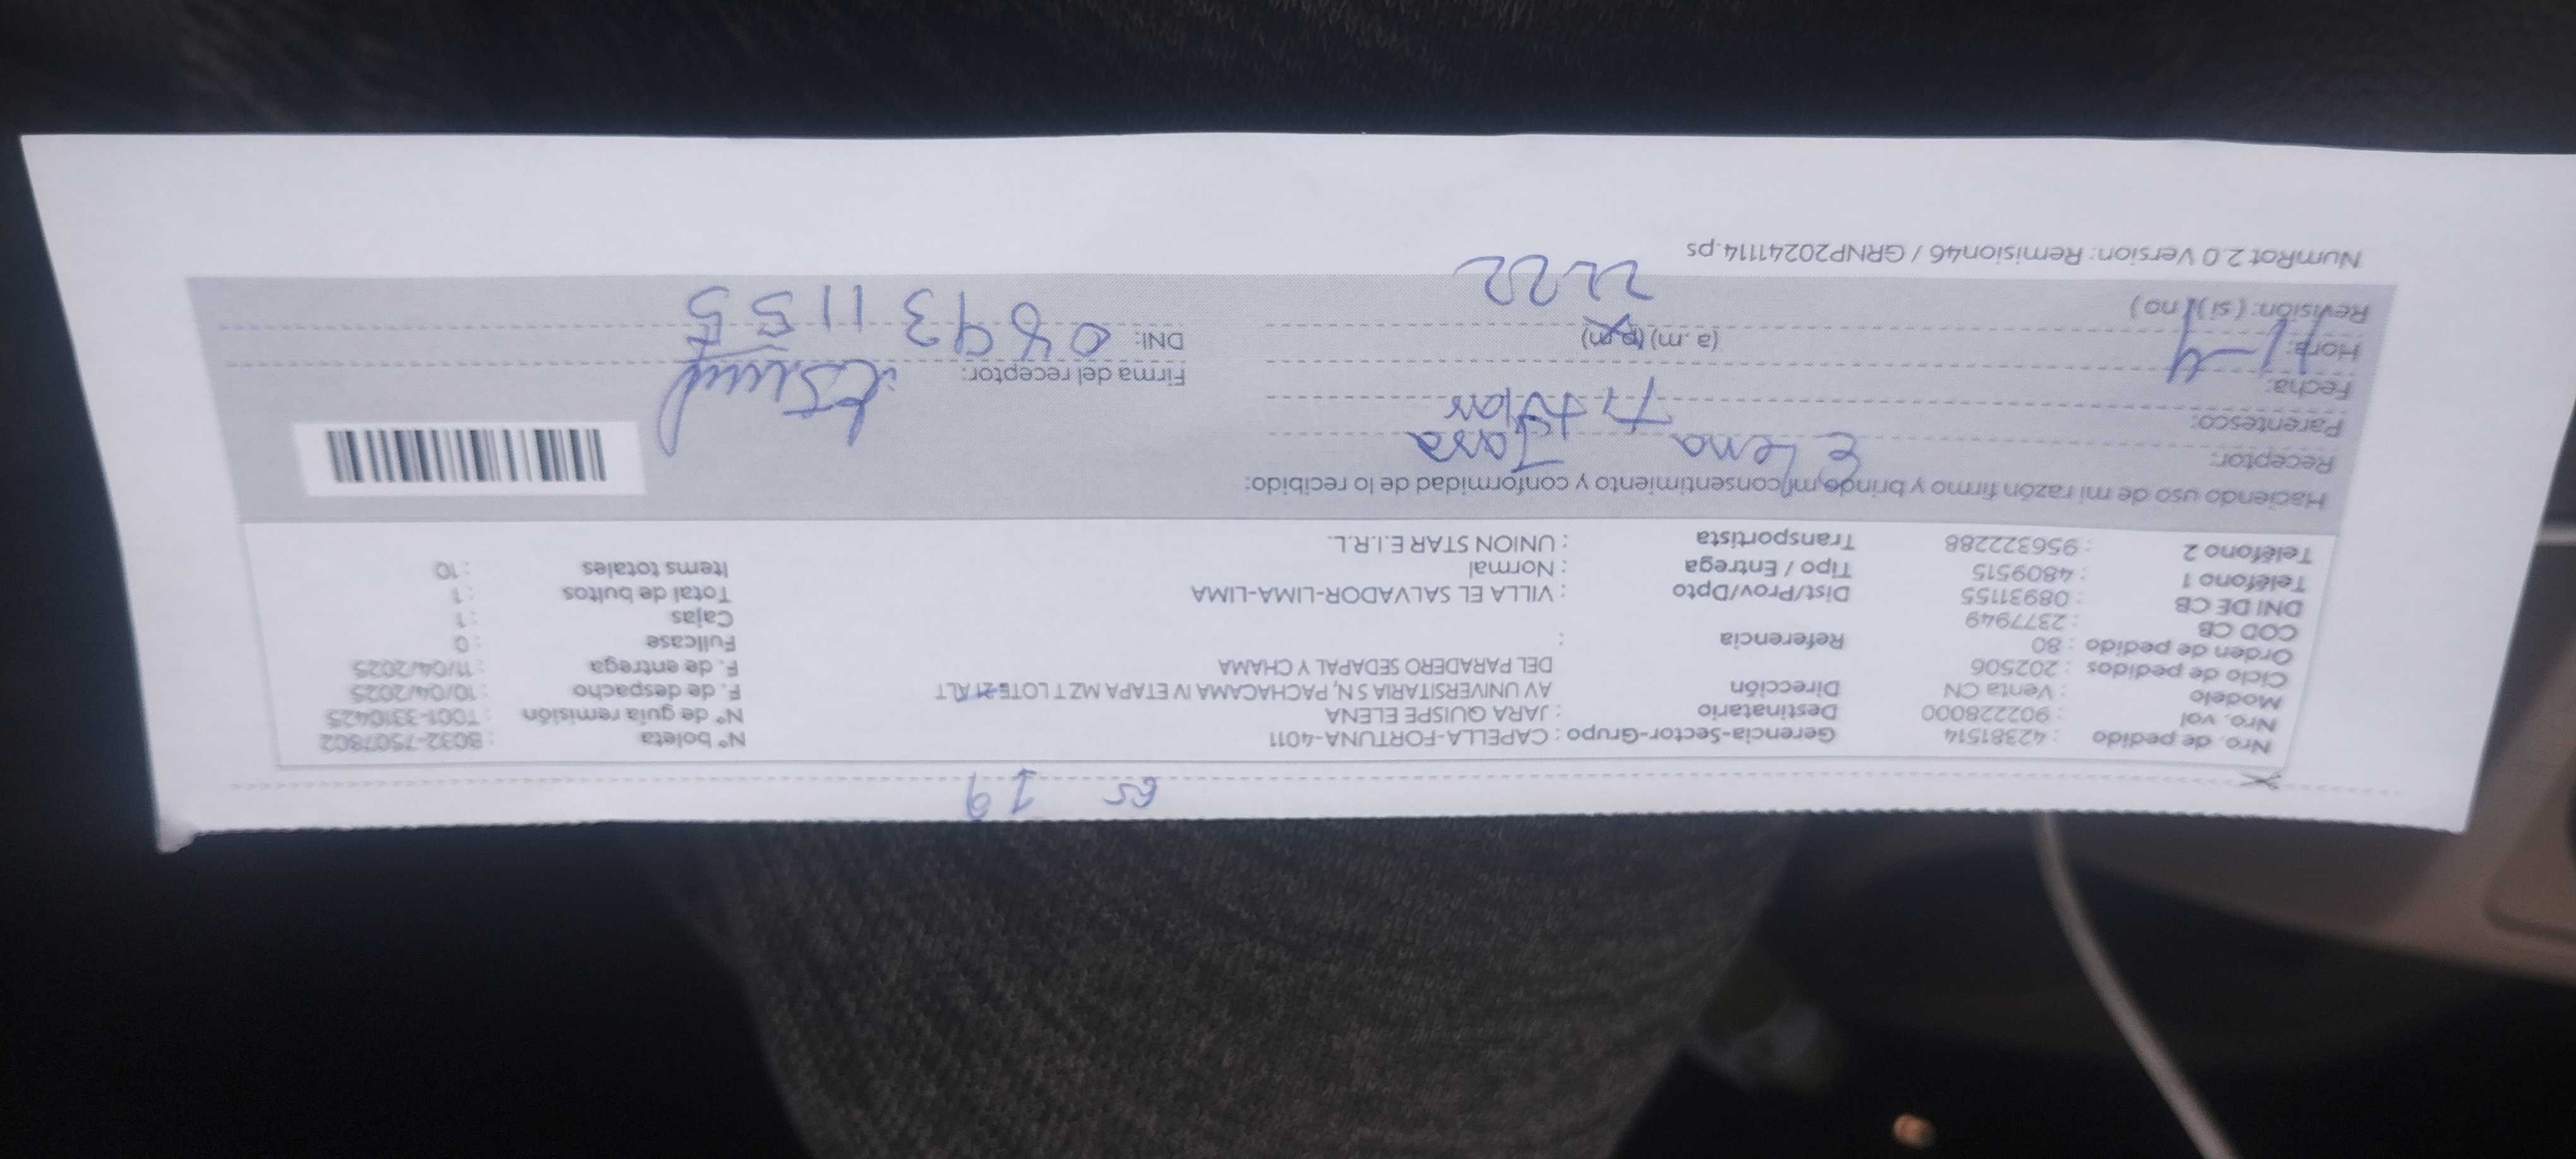 es 19
Nro. de pedido : 42381514 Gerencia-Sector-Grupo : CAPELLA-FORTUNA-4011 N° boleta : B032-7507802
Nro. vol : 902228000 Destinatario : JARA QUISPE ELENA N° de guía remisión : T001-3310425
Modelo : Venta CN Dirección AV UNIVERSITARIA S N, PACHACAMA IV ETAPA MZ T LOTE 21 ALT F. de despacho : 10/04/2025
Ciclo de pedidos : 202506 DEL PARADERO SEDAPAL Y CHAMA F. de entrega : 11/04/2025
Orden de pedido : 80 Referencia : Fullcase : 0
COD CB : 2377949 Cajas : 1
DNI DE CB : 08931155 Dist/Prov/Dpto : VILLA EL SALVADOR-LIMA-LIMA Total de bultos : 1
Teléfono 1 : 4809515 Tipo / Entrega : Normal Items totales : 10
Teléfono 2 : 956322288 Transportista : UNION STAR E.I.R.L.
Haciendo uso de mi razón firmo y brindo mi consentimiento y conformidad de lo recibido:
Receptor: Elena Jara
Parentesco: Titular
Fecha: 11-4 Firma del receptor:
Hora: (a.m) (p.m) DNI: 08931155
Revisión: ( si ) ( no ) 2222
NumRot 2.0 Version: Remision46 / GRNP20241114.ps